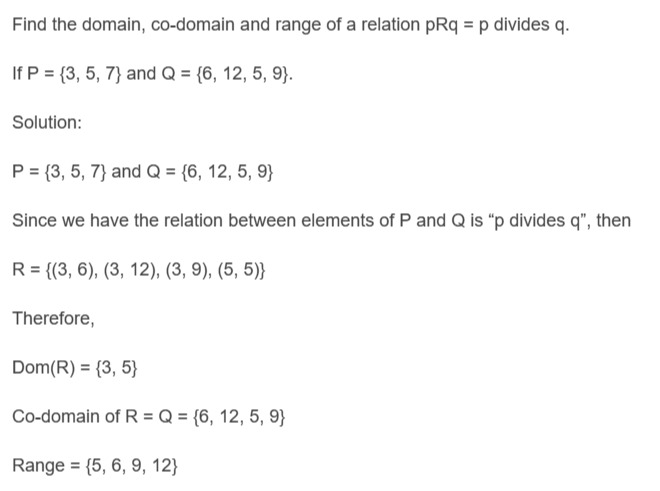 Find the domain, co-domain and range of a relation pRq = p divides q.
If P = {3, 5, 7} and Q = {6, 12, 5, 9}.
Solution:
P = {3, 5, 7} and Q = {6, 12, 5, 9}
Since we have the relation between elements of P and Q is “p divides q”, then
R = {(3, 6), (3, 12), (3, 9), (5, 5)}
Therefore,
Dom(R) = {3, 5}
Co-domain of R = Q = {6, 12, 5, 9}
Range = {5, 6, 9, 12}